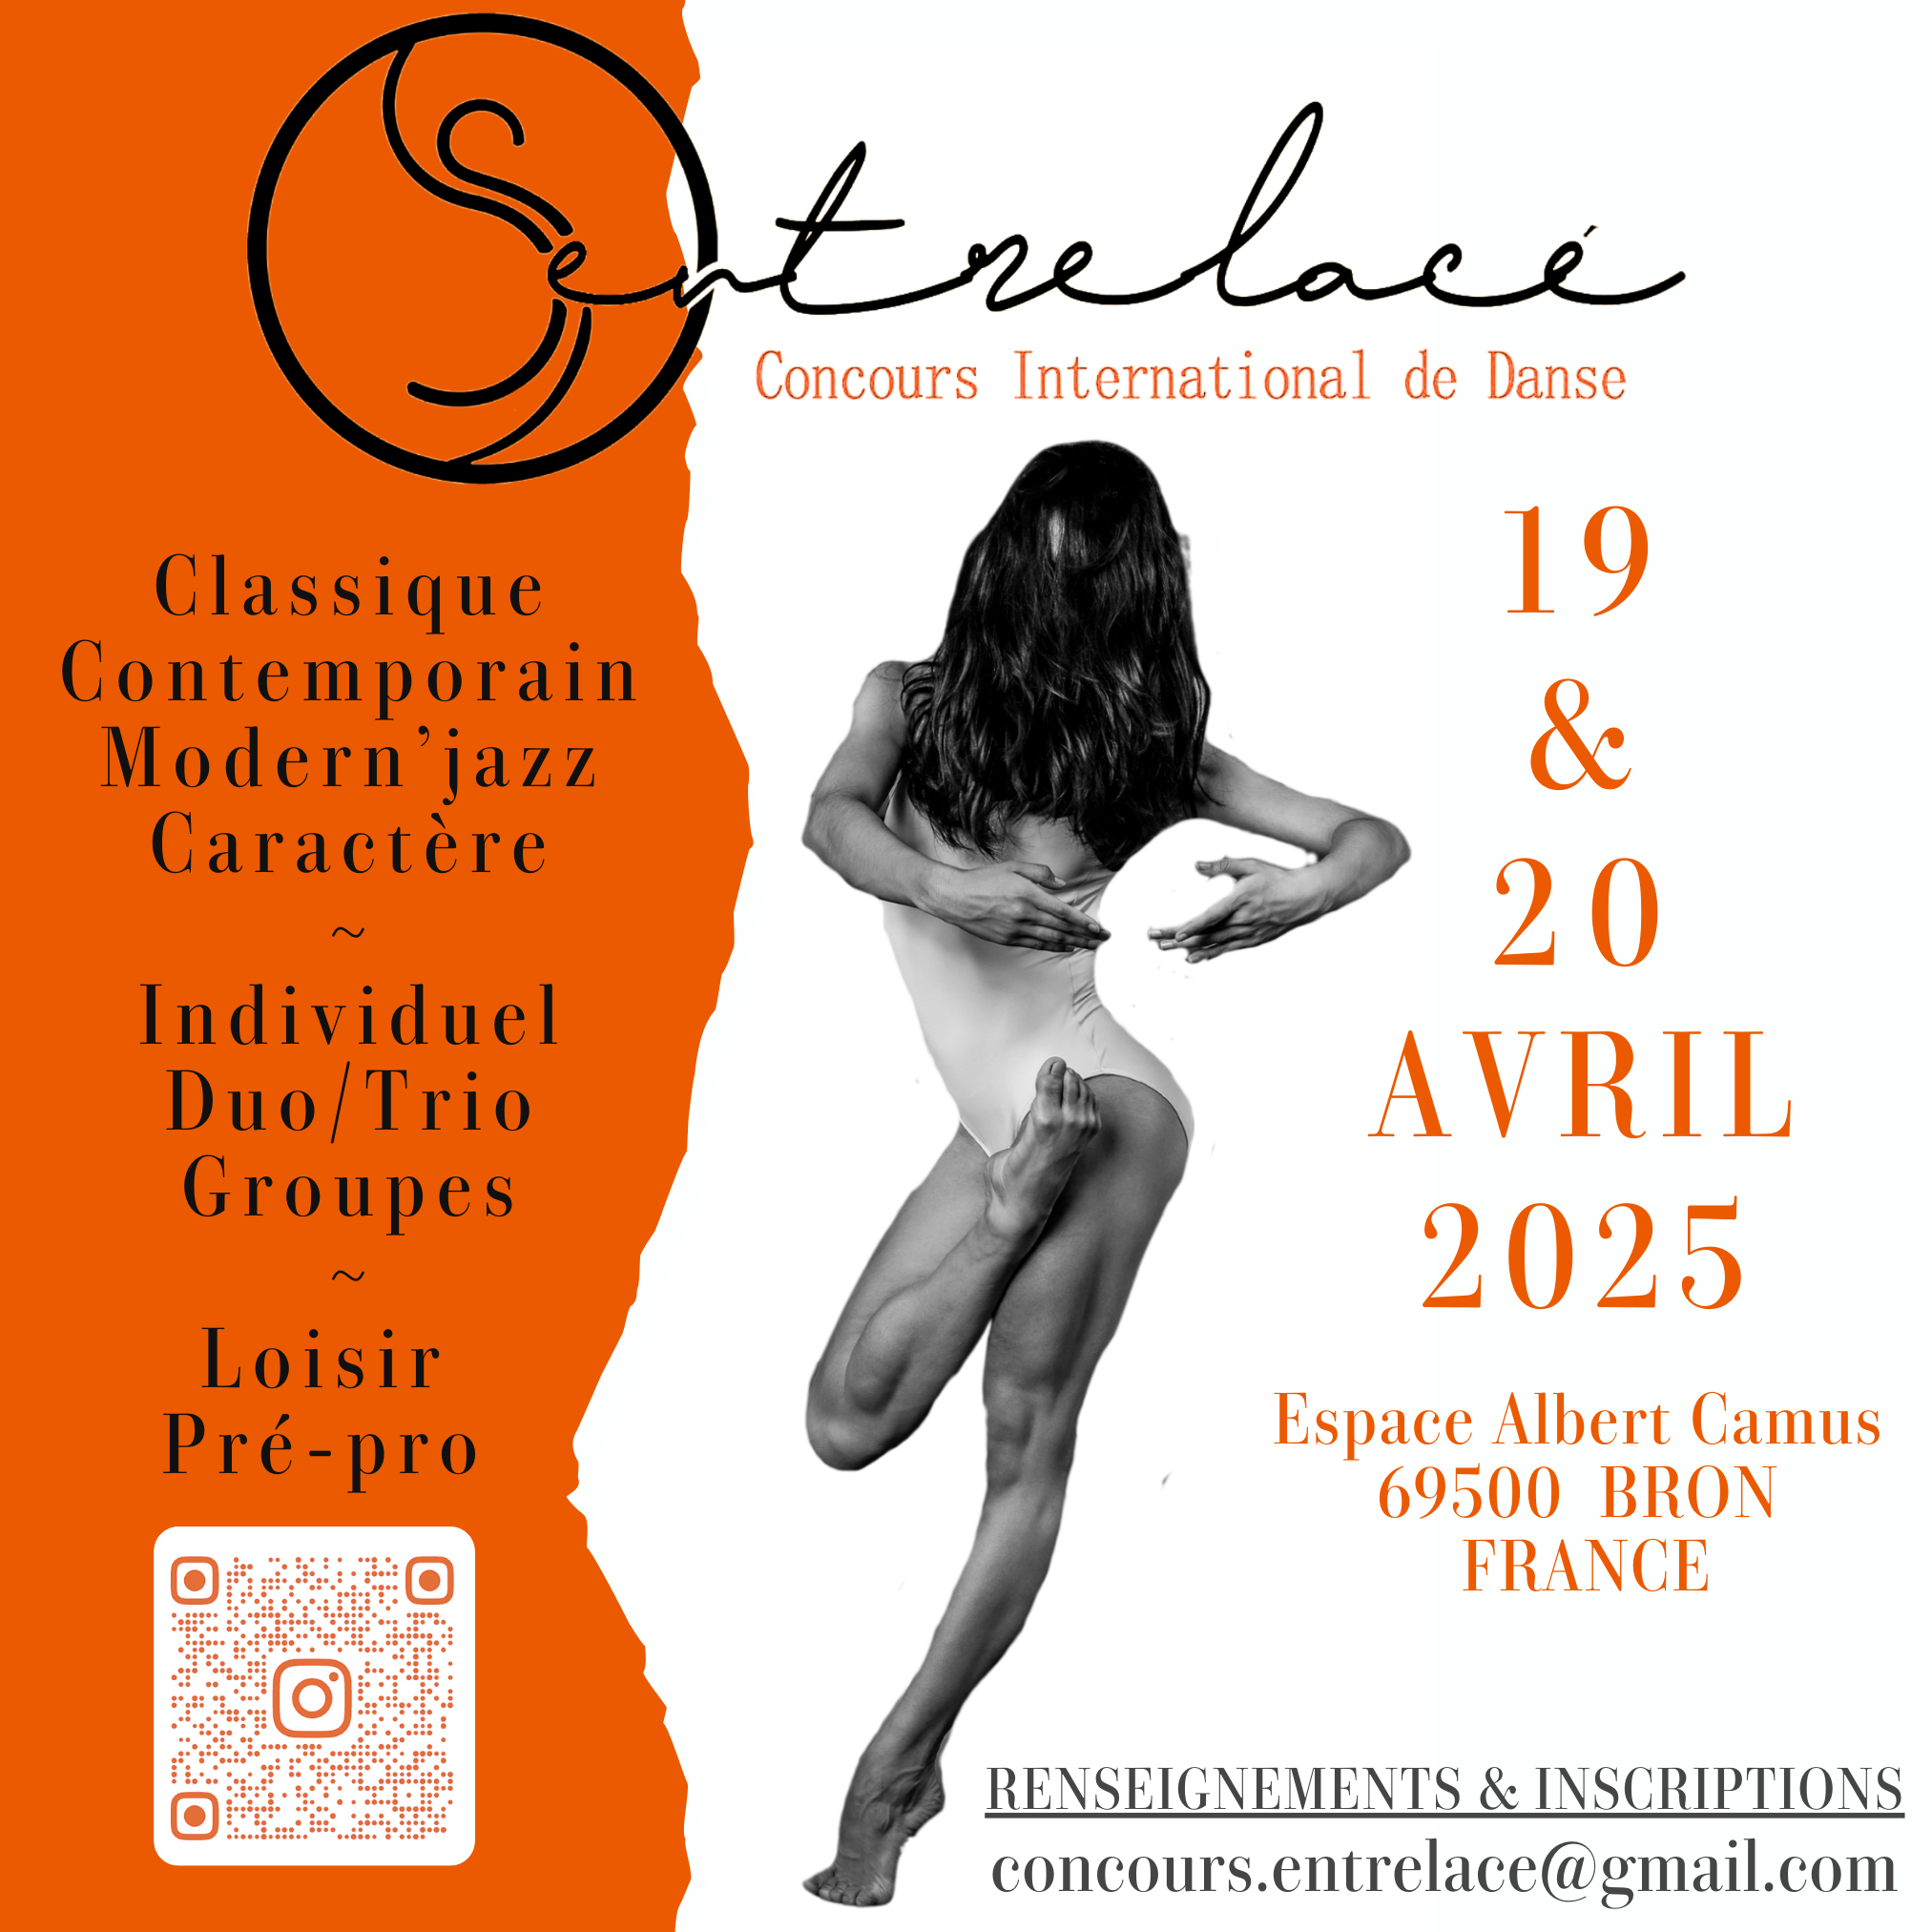 entrelacé
Concours International de Danse
Classique
Contemporain
Modern’jazz
Caractère
~
Individuel
Duo/Trio
Groupes
~
Loisir
Pré-pro
19
&
20
AVRIL
2025
Espace Albert Camus
69500 BRON
FRANCE
RENSEIGNEMENTS & INSCRIPTIONS
concours.entrelace@gmail.com